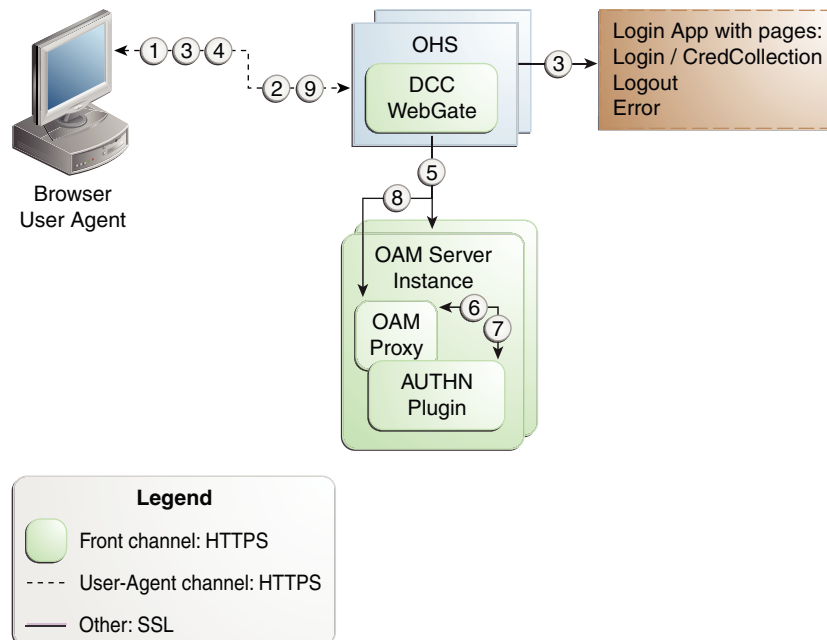 1 3 4
2 9
Browser
User Agent
OHS
DCC
WebGate
3
Login App with pages:
Login / CredCollection
Logout
Error
5
8
OAM Server
Instance
OAM
Proxy
6
7
AUTHN
Plugin
Legend
Front channel: HTTPS
User-Agent channel: HTTPS
Other: SSL